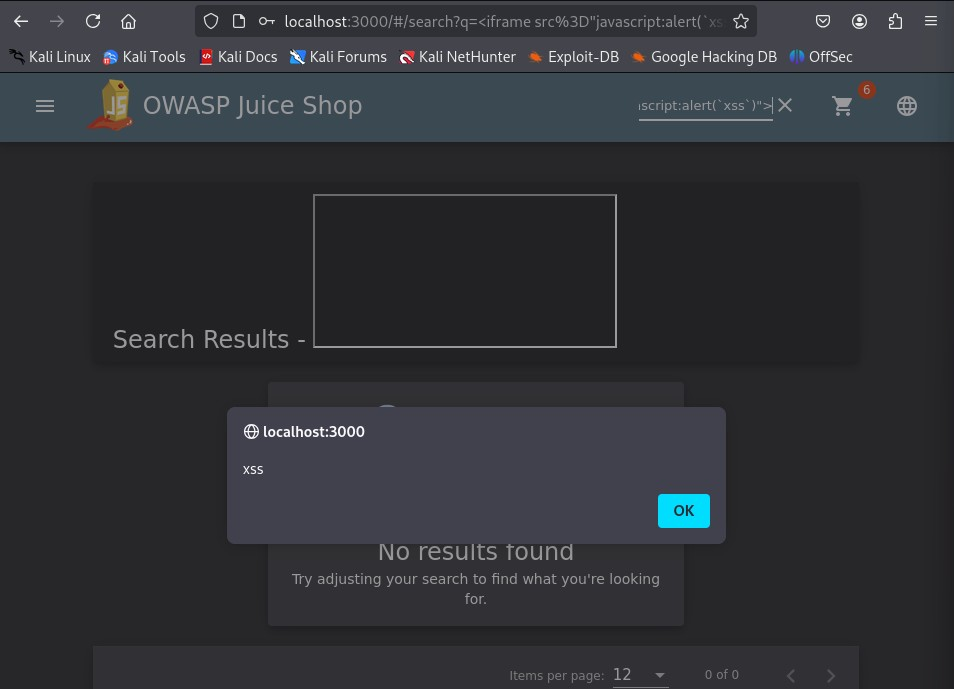 localhost:3000/#/search?q=<iframe src%3D"javascript:alert(`xs
Kali Linux Kali Tools Kali Docs Kali Forums Kali NetHunter Exploit-DB Google Hacking DB OffSec
JS OWASP Juice Shop ascript:alert(`xss`)"> 6
Search Results -
localhost:3000
xss
OK
No results found
Try adjusting your search to find what you're looking
for.
Items per page: 12 0 of 0